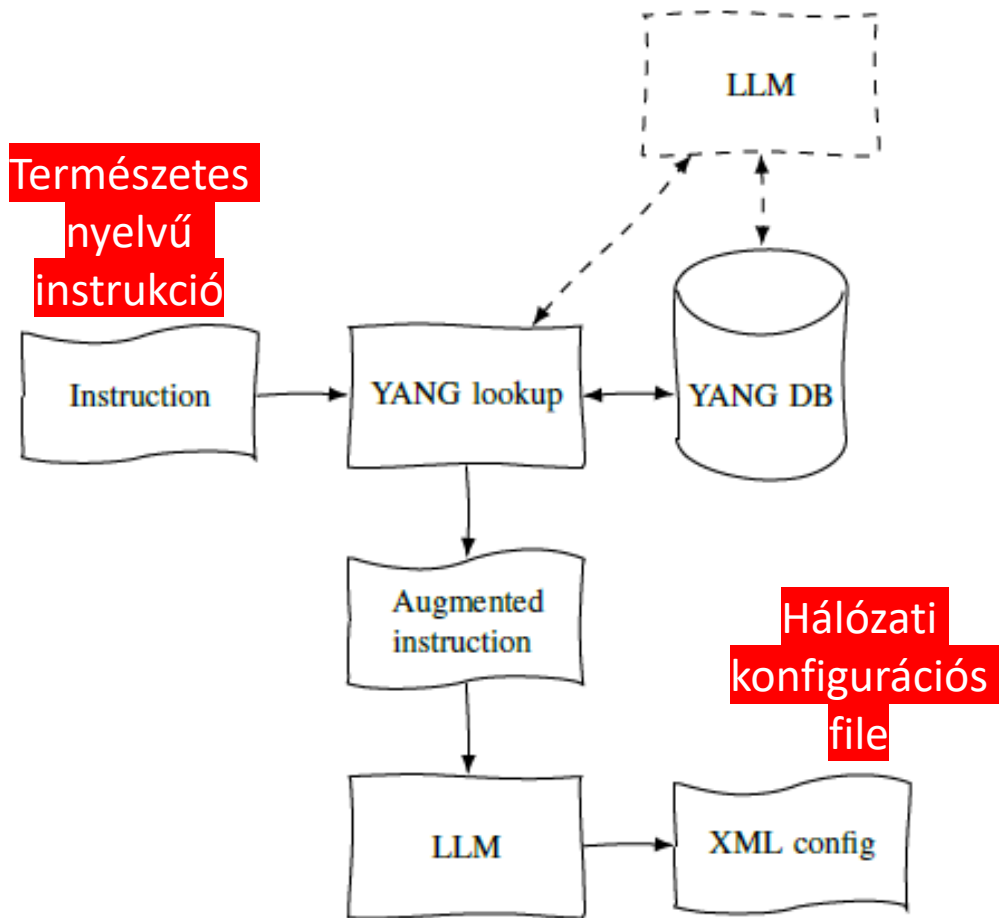 LLM
Természetes
nyelvű
instrukció
Instruction
YANG lookup
YANG DB
Augmented
instruction
Hálózati
konfigurációs
file
LLM
XML config